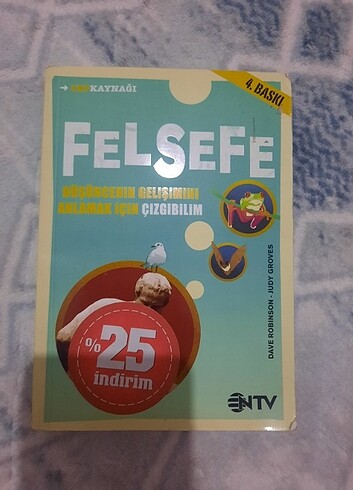 → NTV KAYNAĞI
4. BASKI
FELSEFE
DÜŞÜNCENİN GELİŞİMİNİ
ANLAMAK İÇİN ÇİZGİBİLİM
DAVE ROBINSON - JUDY GROVES
%25
indirim
NTV